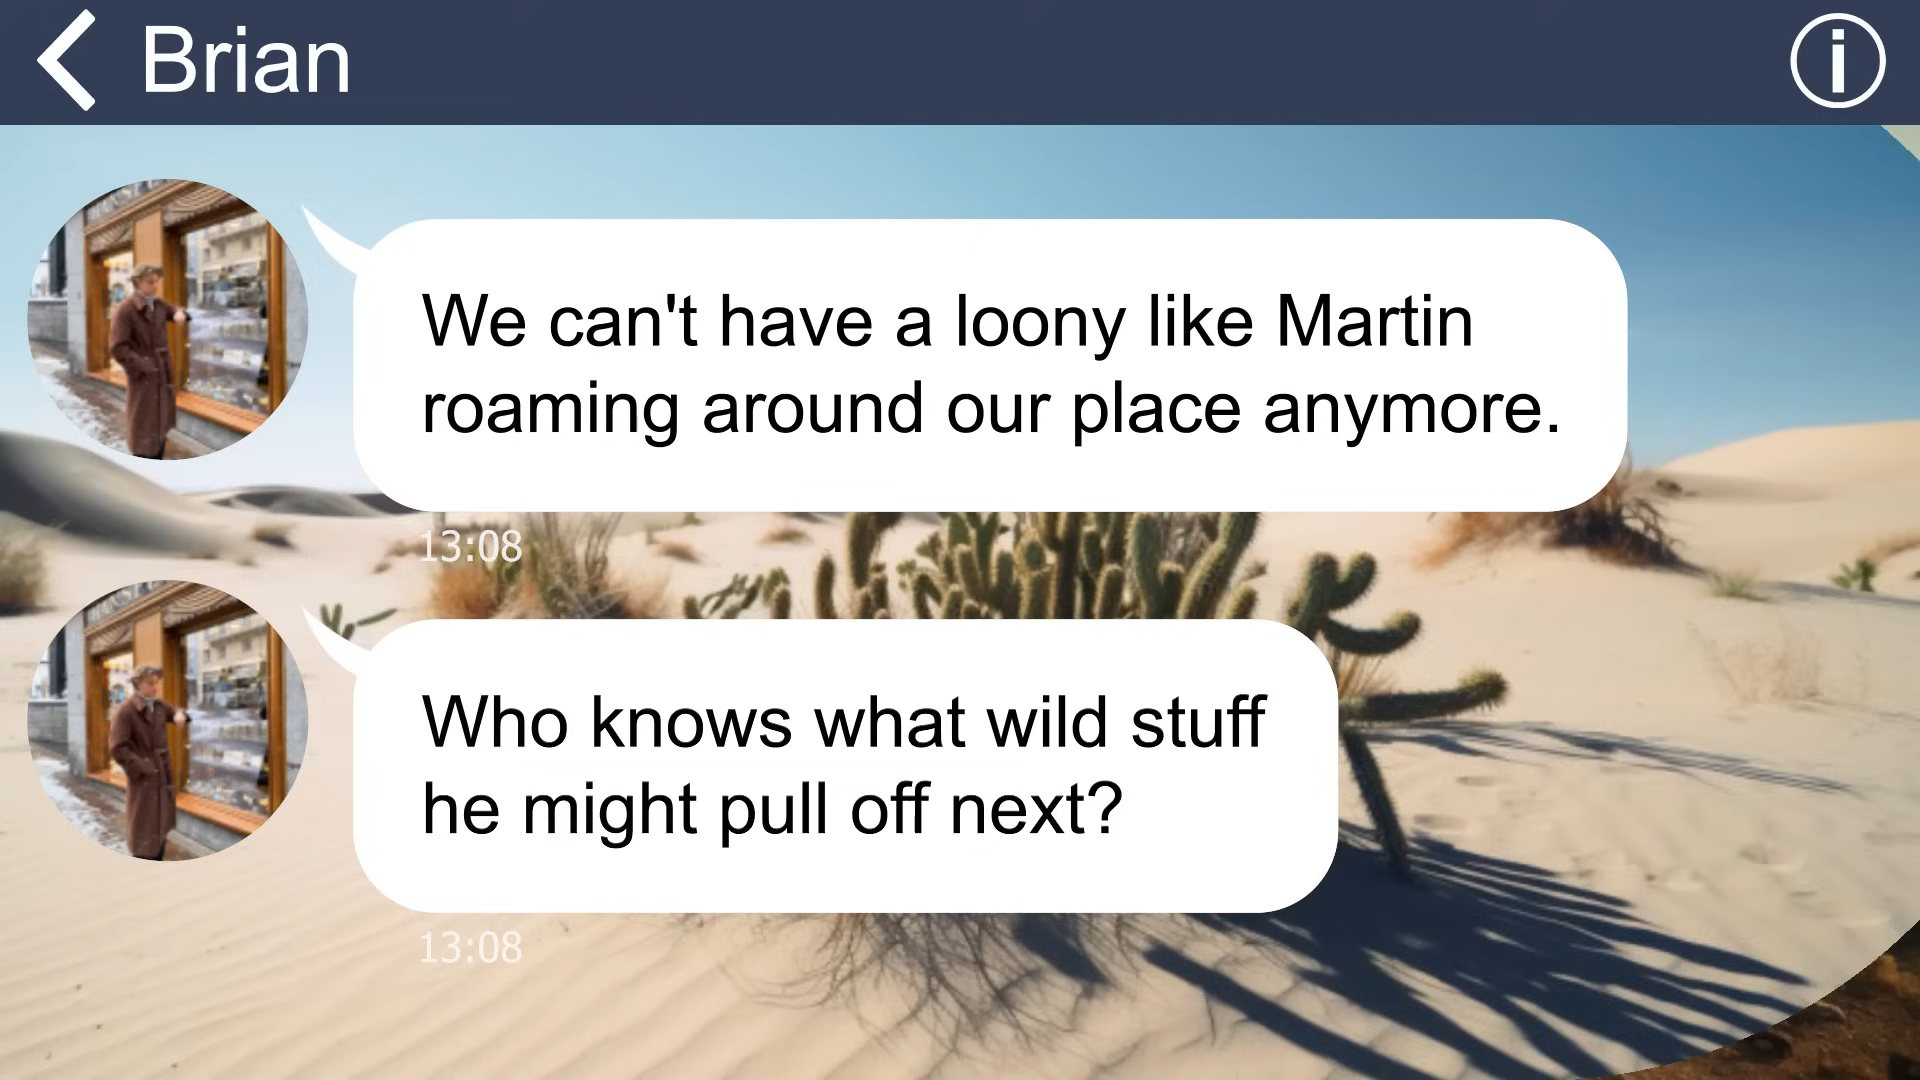 Brian
We can't have a loony like Martin
roaming around our place anymore.
13:08
Who knows what wild stuff
he might pull off next?
13:08